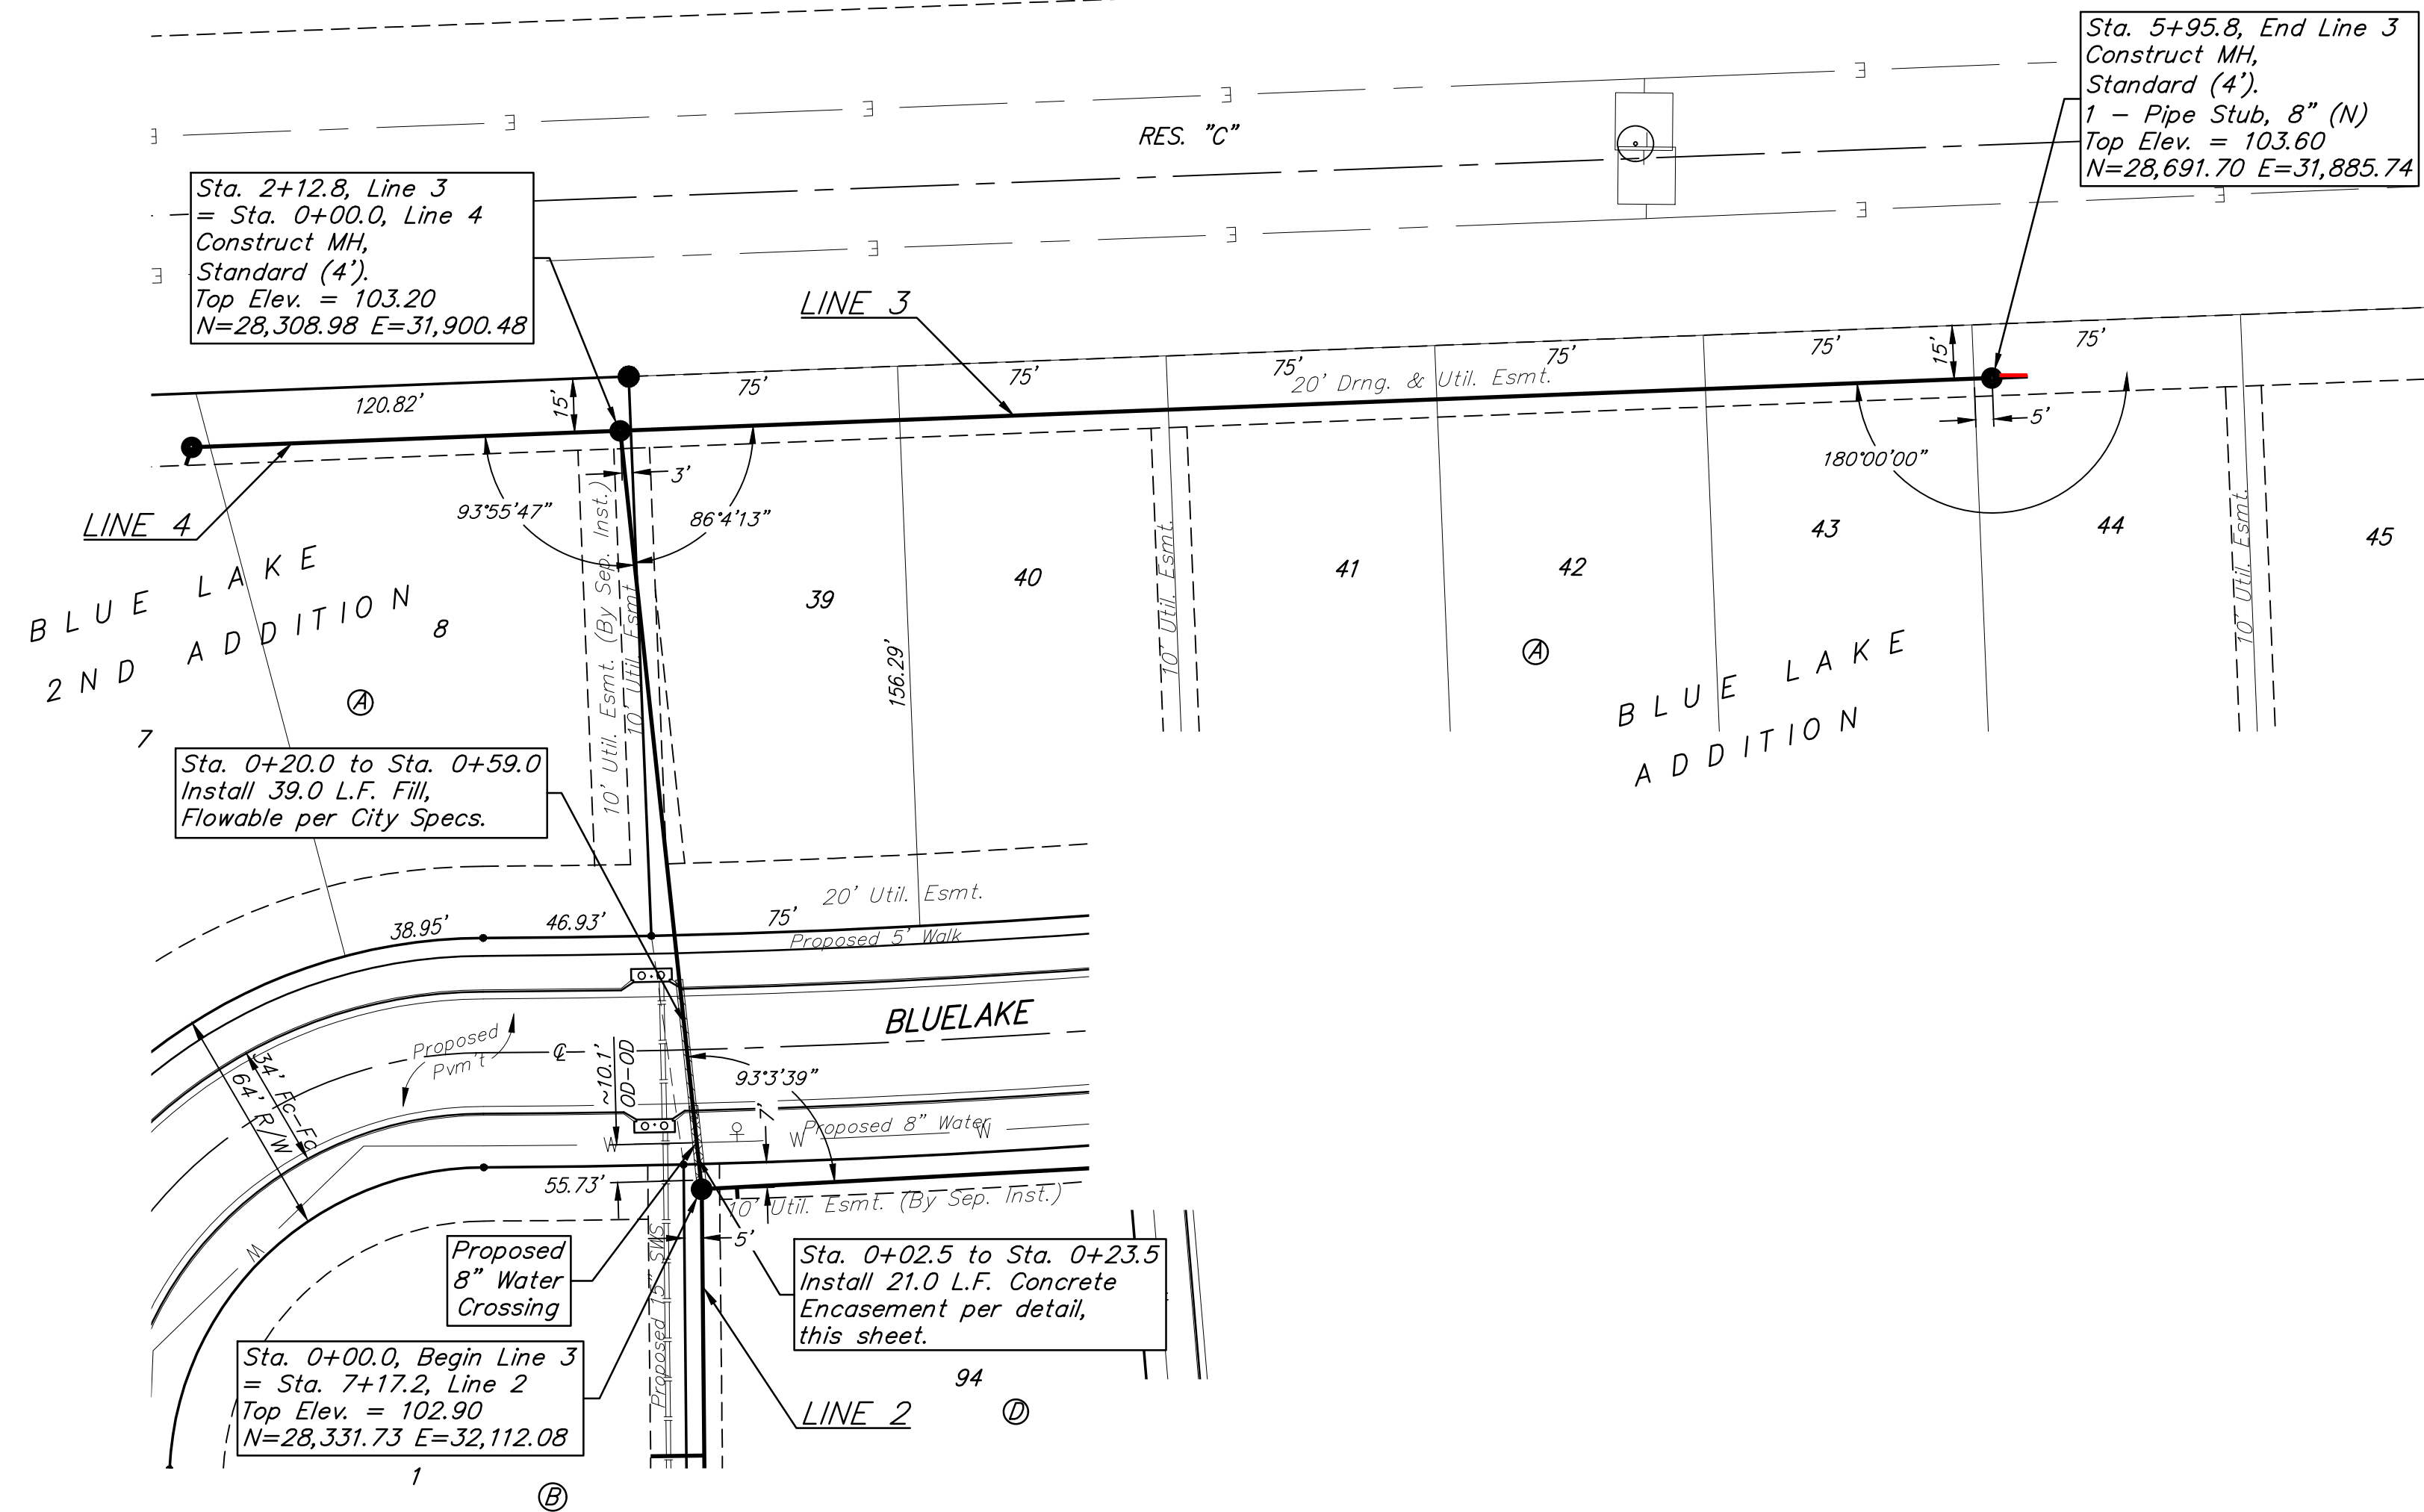 Sta. 5+95.8, End Line 3
Construct MH,
Standard (4').
1 - Pipe Stub, 8" (N)
Top Elev. = 103.60
N=28,691.70 E=31,885.74
E
E
E
E
E
RES. "C"
E
E
E
E
E
Sta. 2+12.8, Line 3
= Sta. 0+00.0, Line 4
Construct MH,
Standard (4').
Top Elev. = 103.20
N=28,308.98 E=31,900.48
LINE 3
120.82'
15'
75'
75'
75'
75'
75'
15'
75'
20' Drng. & Util. Esmt.
5'
3'
180°00'00"
93°55'47"
86°4'13"
LINE 4
10' Util. Esmt. (By Sep. Inst.)
10' Util. Esmt
10' Util. Esmt.
10' Util. Esmt.
BLUE LAKE
2ND ADDITION
8
39
40
41
42
43
44
45
A
7
156.29'
A
BLUE LAKE
ADDITION
Sta. 0+20.0 to Sta. 0+59.0
Install 39.0 L.F. Fill,
Flowable per City Specs.
20' Util. Esmt.
38.95'
46.93'
75'
Proposed 5' Walk
BLUELAKE
Proposed
Pvm't
℄
~10.1'
OD-OD
93°3'39"
34' Fc-Fc
64' R/W
7'
W
W
Proposed 8" Water
W
W
55.73'
10' Util. Esmt. (By Sep. Inst.)
5'
Proposed 15" SWS
Proposed
8" Water
Crossing
Sta. 0+02.5 to Sta. 0+23.5
Install 21.0 L.F. Concrete
Encasement per detail,
this sheet.
Sta. 0+00.0, Begin Line 3
= Sta. 7+17.2, Line 2
Top Elev. = 102.90
N=28,331.73 E=32,112.08
LINE 2
94
D
1
B